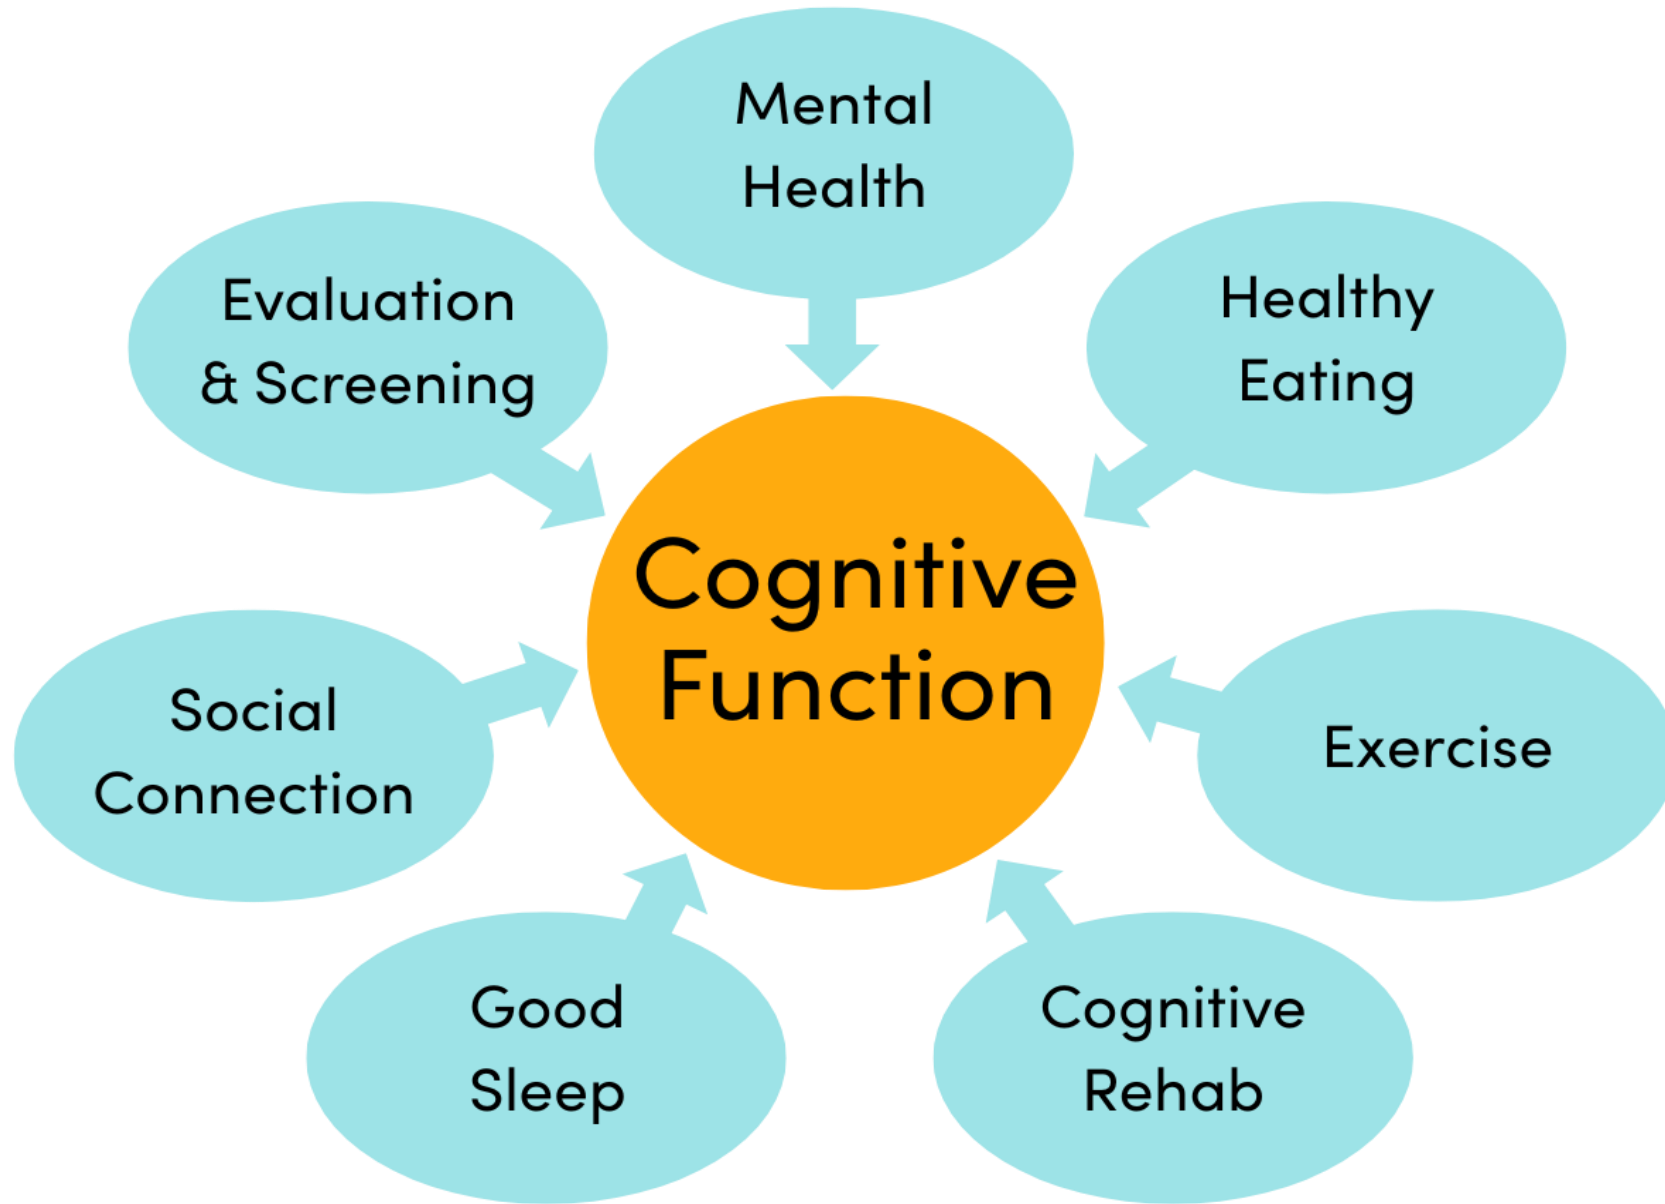 Mental
Health
Healthy
Eating
Evaluation
& Screening
Cognitive
Function
Social
Connection
Exercise
Good
Sleep
Cognitive
Rehab